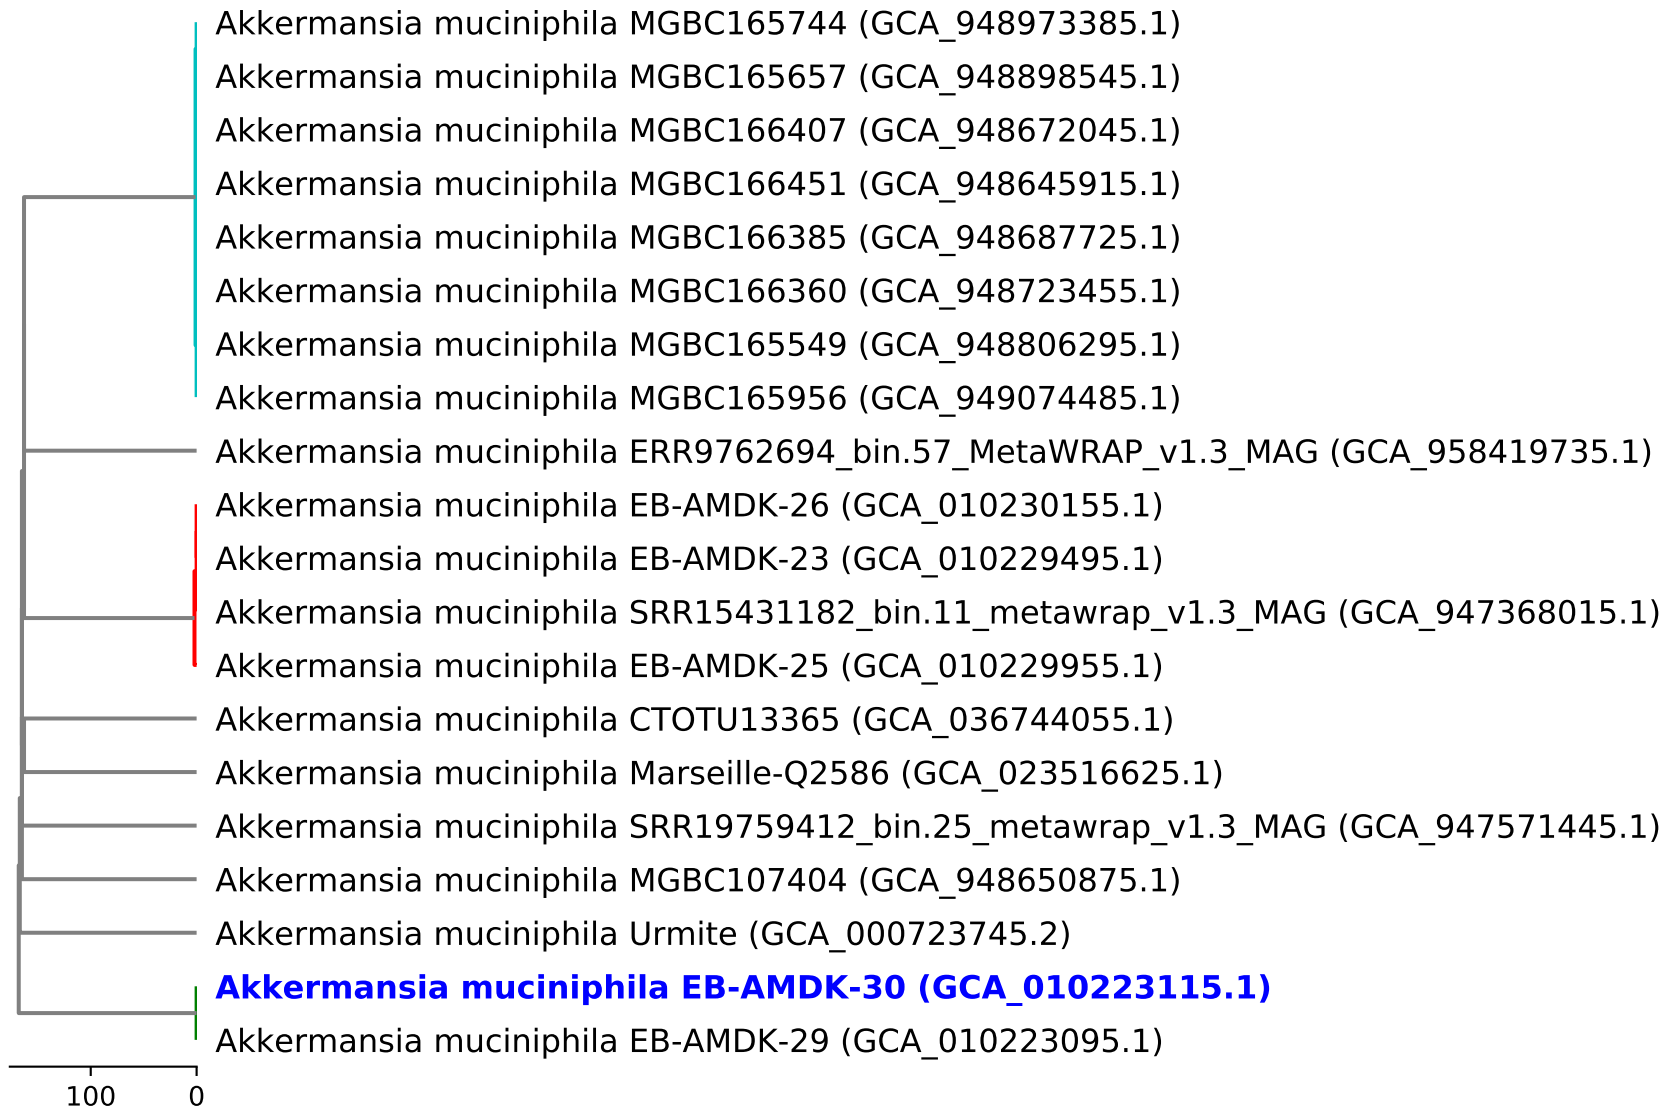 Akkermansia muciniphila MGBC165744 (GCA_948973385.1)
Akkermansia muciniphila MGBC165657 (GCA_948898545.1)
Akkermansia muciniphila MGBC166407 (GCA_948672045.1)
Akkermansia muciniphila MGBC166451 (GCA_948645915.1)
Akkermansia muciniphila MGBC166385 (GCA_948687725.1)
Akkermansia muciniphila MGBC166360 (GCA_948723455.1)
Akkermansia muciniphila MGBC165549 (GCA_948806295.1)
Akkermansia muciniphila MGBC165956 (GCA_949074485.1)
Akkermansia muciniphila ERR9762694_bin.57_MetaWRAP_v1.3_MAG (GCA_958419735.1)
Akkermansia muciniphila EB-AMDK-26 (GCA_010230155.1)
Akkermansia muciniphila EB-AMDK-23 (GCA_010229495.1)
Akkermansia muciniphila SRR15431182_bin.11_metawrap_v1.3_MAG (GCA_947368015.1)
Akkermansia muciniphila EB-AMDK-25 (GCA_010229955.1)
Akkermansia muciniphila CTOTU13365 (GCA_036744055.1)
Akkermansia muciniphila Marseille-Q2586 (GCA_023516625.1)
Akkermansia muciniphila SRR19759412_bin.25_metawrap_v1.3_MAG (GCA_947571445.1)
Akkermansia muciniphila MGBC107404 (GCA_948650875.1)
Akkermansia muciniphila Urmite (GCA_000723745.2)
Akkermansia muciniphila EB-AMDK-30 (GCA_010223115.1)
Akkermansia muciniphila EB-AMDK-29 (GCA_010223095.1)
100 0